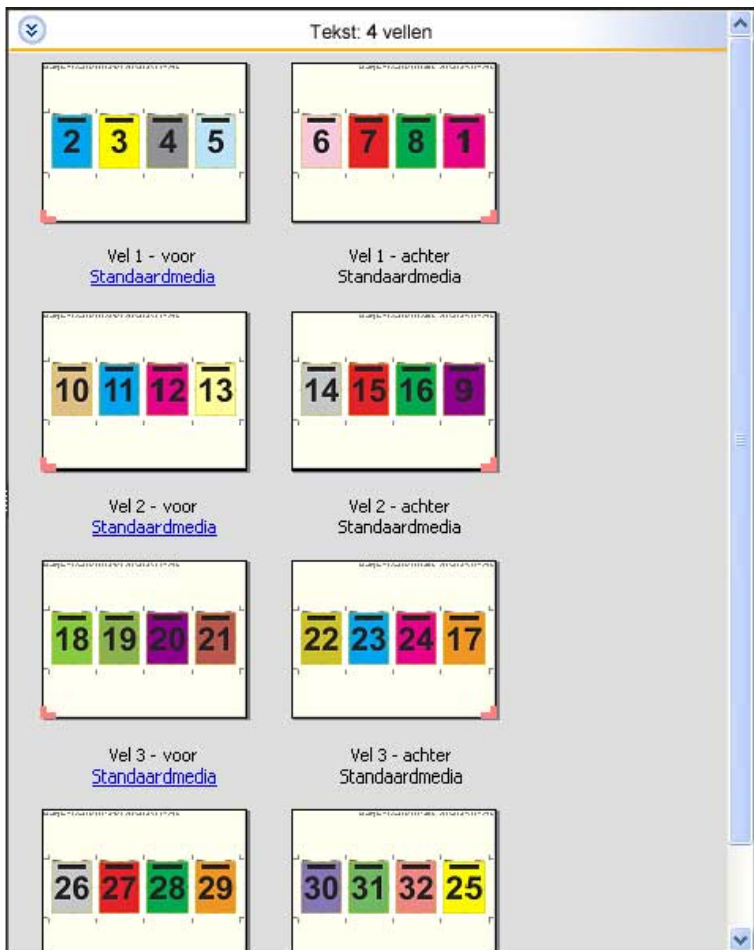 Tekst: 4 vellen
2 3 4 5
6 7 8 1
Vel 1 - voor
Standaardmedia
Vel 1 - achter
Standaardmedia
10 11 12 13
14 15 16 9
Vel 2 - voor
Standaardmedia
Vel 2 - achter
Standaardmedia
18 19 20 21
22 23 24 17
Vel 3 - voor
Standaardmedia
Vel 3 - achter
Standaardmedia
26 27 28 29
30 31 32 25